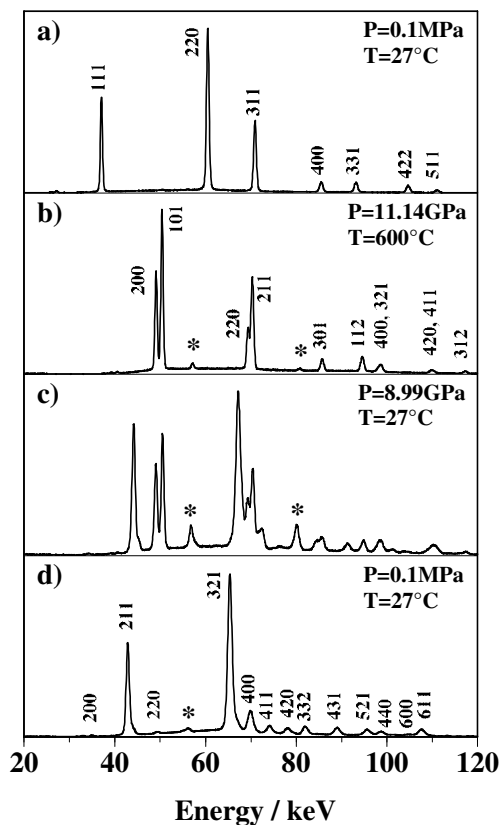 a)
P=0.1MPa
T=27°C
111
220
311
400
331
422
511
b)
P=11.14GPa
T=600°C
200
101
*
220
211
*
301
112
400, 321
420, 411
312
c)
P=8.99GPa
T=27°C
*
*
d)
P=0.1MPa
T=27°C
200
211
220
*
321
400
411
420
332
431
521
440
600
611
20 40 60 80 100 120
Energy / keV